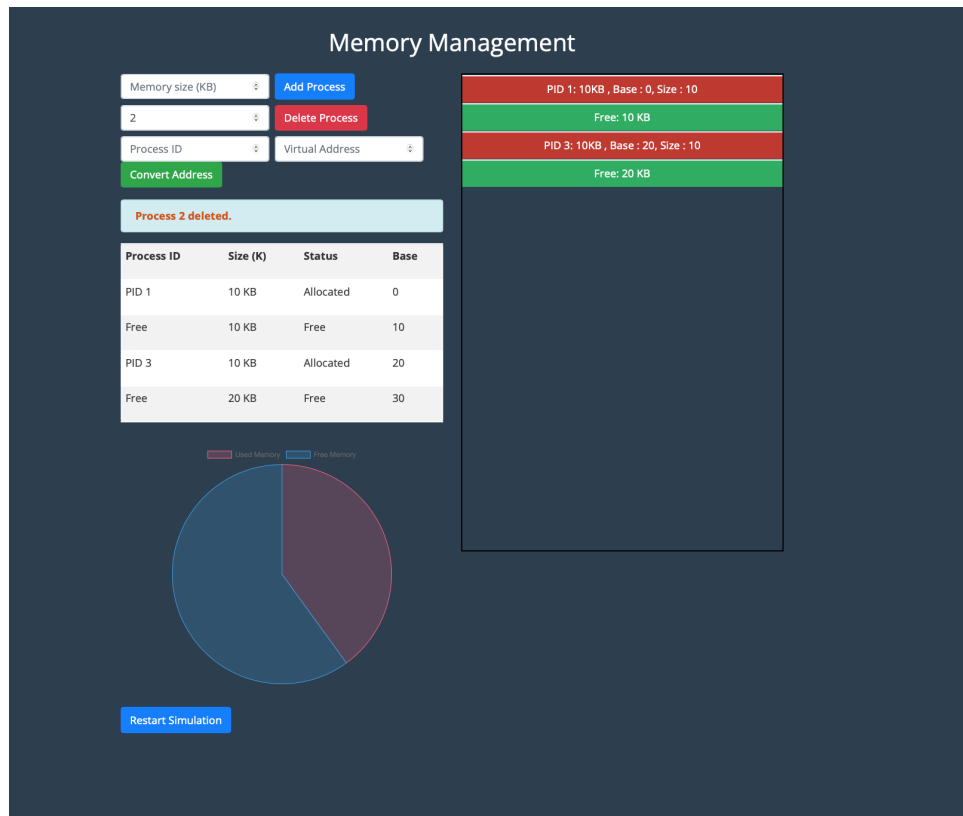 Memory Management
Memory size (KB) Add Process
2 Delete Process
Process ID Virtual Address
Convert Address
Process 2 deleted.
Process ID Size (K) Status Base
PID 1 10 KB Allocated 0
Free 10 KB Free 10
PID 3 10 KB Allocated 20
Free 20 KB Free 30
Used Memory Free Memory
Restart Simulation
PID 1: 10KB , Base : 0, Size : 10
Free: 10 KB
PID 3: 10KB , Base : 20, Size : 10
Free: 20 KB